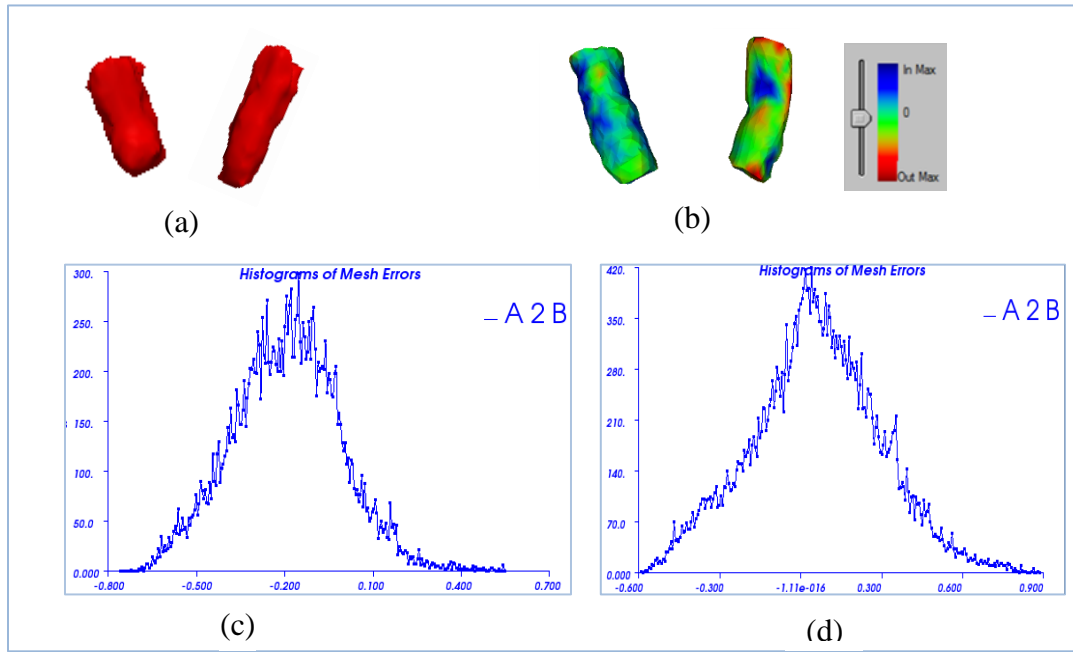 In Max
0
Out Max
(a)
(b)
Histograms of Mesh Errors
300.
250.
200.
150.
100.
50.0
0.000
-0.800
-0.500
-0.200
0.100
0.400
0.700
A 2 B
(c)
Histograms of Mesh Errors
420.
350.
280.
210.
140.
70.0
0.000
-0.600
-0.300
-1.11e-016
0.300
0.600
0.900
A 2 B
(d)